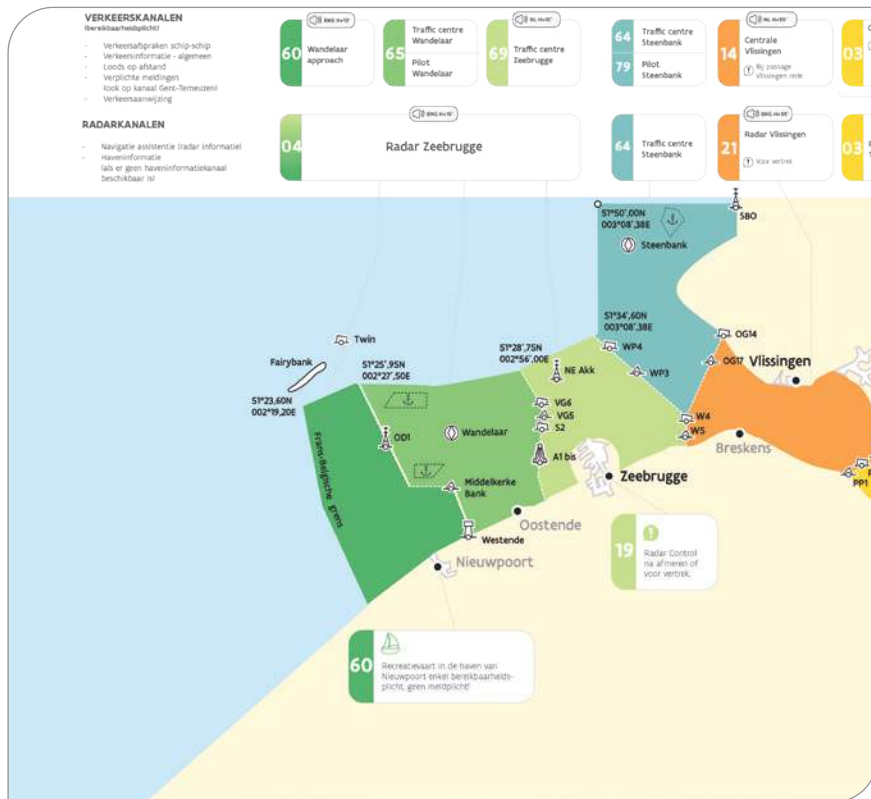 VERKEERSKANALEN
(bereikbaarheidsplicht)
- Verkeersafspraken schip-schip
- Verkeersinformatie - algemeen
- Loods op afstand
- Verplichte meldingen
(ook op kanaal Gent-Terneuzen)
- Verkeersaanwijzing
RADARKANALEN
- Navigatie assistentie (radar informatie)
- Haveninformatie
(als er geen haveninformatiekanaal
beschikbaar is)
ENG H+15'
60
Wandelaar
approach
65
Traffic centre
Wandelaar
Pilot
Wandelaar
NL H+10'
69
Traffic centre
Zeebrugge
64
Traffic centre
Steenbank
79
Pilot
Steenbank
14
Centrale
Vlissingen
Bij passage
Vlissingen rede
03
04
Radar Zeebrugge
64
Traffic centre
Steenbank
21
Radar Vlissingen
Voor vertrek
03
51°50',00N
003°08',38E
SBO
Steenbank
51°34',60N
003°08',38E
OG14
WP4
OG17
Vlissingen
WP3
Twin
Fairybank
51°28',75N
002°56',00E
51°25',95N
002°27',50E
NE Akk
51°23,60N
002°19,20E
VG6
VG5
S2
W4
W5
Breskens
OD1
Wandelaar
A1 bis
Zeebrugge
PP1
Frans-Belgische grens
Middelkerke
Bank
Oostende
Westende
Nieuwpoort
19
Radar Control
na afmeren of
voor vertrek.
60
Recreatievaart in de haven van
Nieuwpoort enkel bereikbaarheids-
plicht, geen meldplicht!